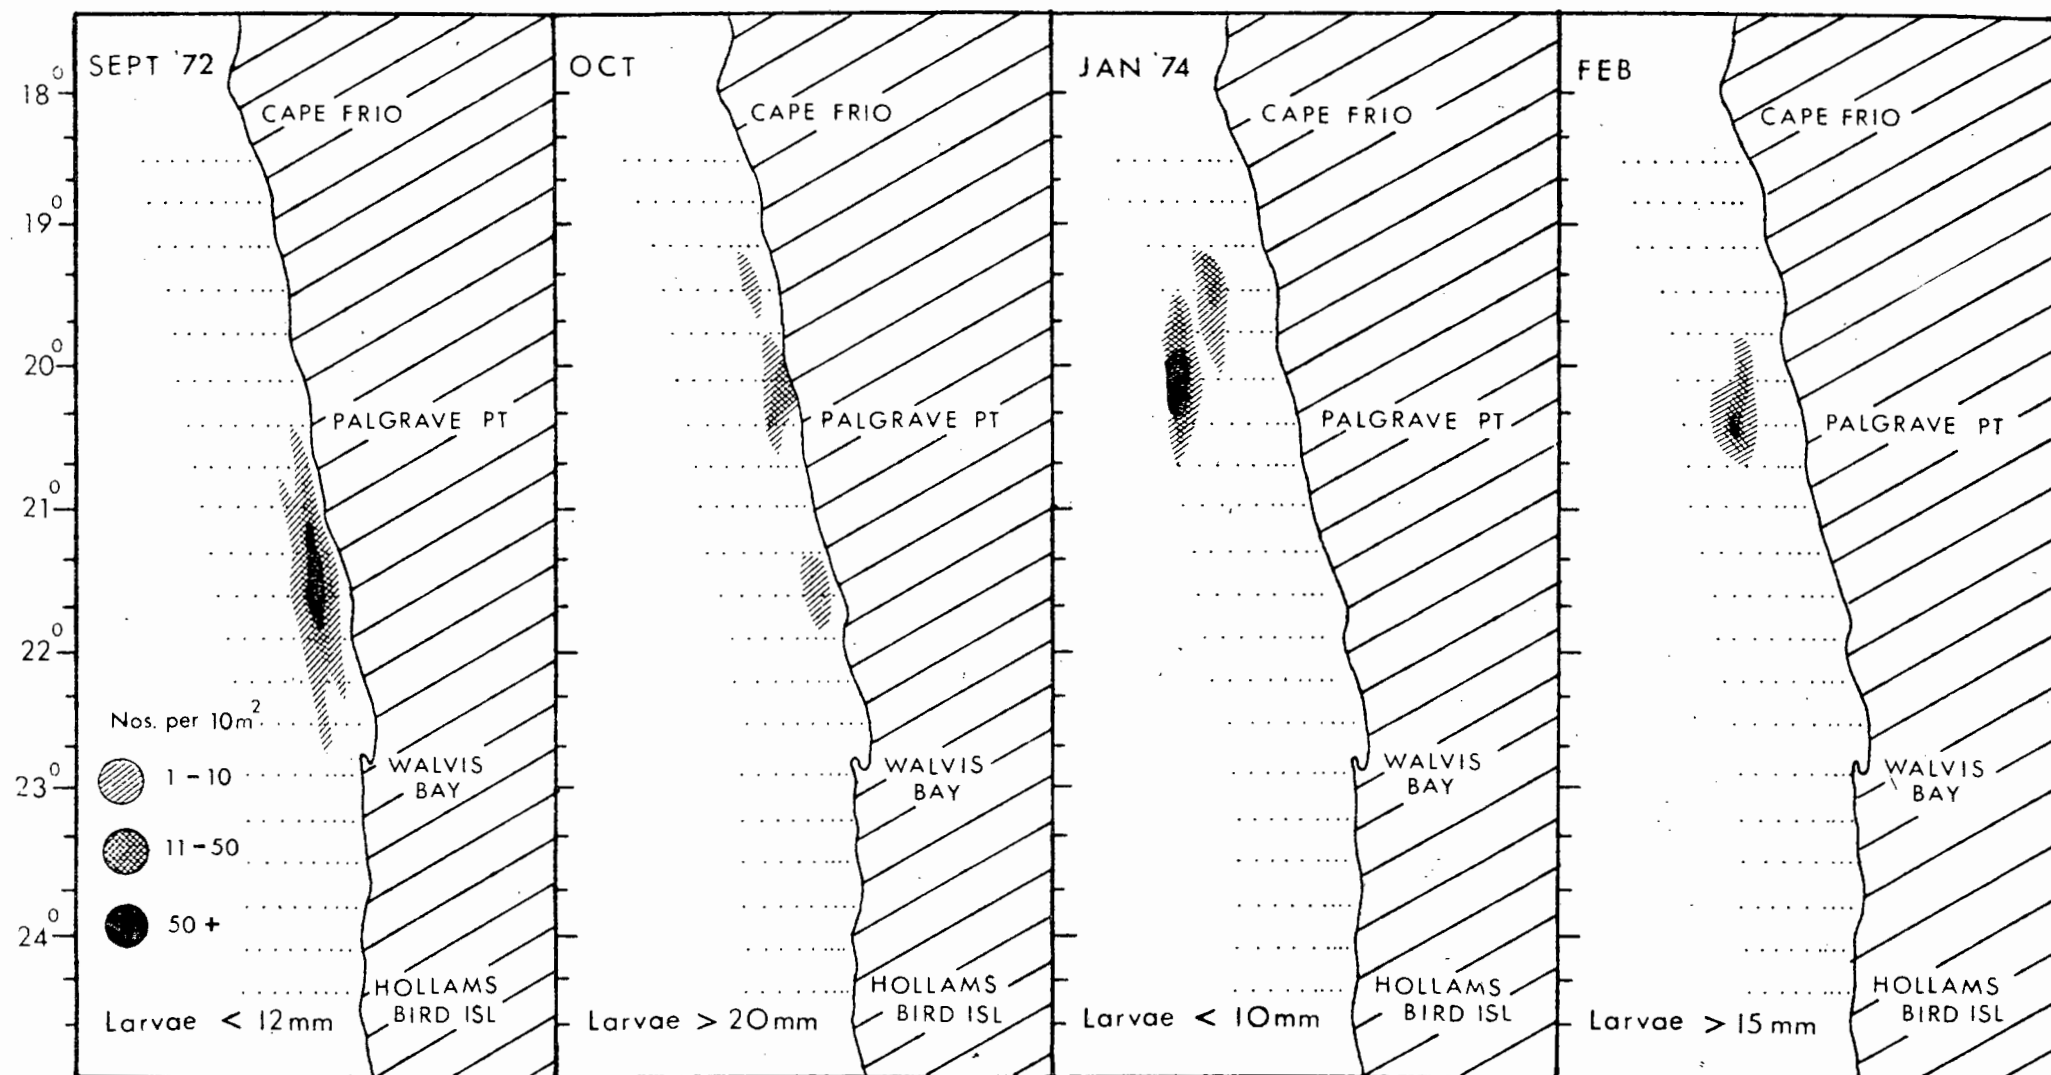 SEPT '72
OCT
JAN '74
FEB
18°
19°
20°
21°
22°
23°
24°
CAPE FRIO
PALGRAVE PT
WALVIS
BAY
HOLLAMS
BIRD ISL
Nos. per 10m²
1-10
11-50
50 +
Larvae < 12mm
CAPE FRIO
PALGRAVE PT
WALVIS
BAY
HOLLAMS
BIRD ISL
Larvae > 20mm
CAPE FRIO
PALGRAVE PT
WALVIS
BAY
HOLLAMS
BIRD ISL
Larvae < 10mm
CAPE FRIO
PALGRAVE PT
WALVIS
BAY
HOLLAMS
BIRD ISL
Larvae > 15mm